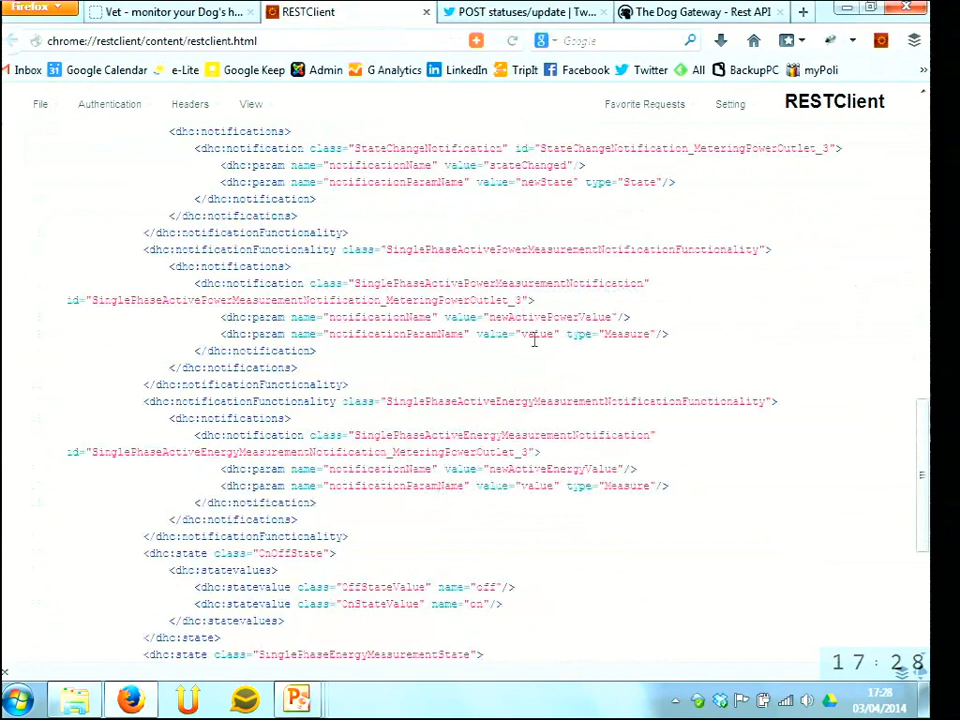 Firefox
Vet - monitor your Dog's h...
RESTClient
POST statuses/update | Tw...
The Dog Gateway - Rest API
chrome://restclient/content/restclient.html
Google
Inbox
Google Calendar
e-Lite
Google Keep
Admin
G Analytics
LinkedIn
TripIt
Facebook
Twitter
All
BackupPC
myPoli
File
Authentication
Headers
View
Favorite Requests
Setting
RESTClient
<dhc:notifications>
<dhc:notification class="StateChangeNotification" id="StateChangeNotification_MeteringPowerOutlet_3">
<dhc:param name="notificationName" value="stateChanged"/>
<dhc:param name="notificationParamName" value="newState" type="State"/>
</dhc:notification>
</dhc:notifications>
</dhc:notificationFunctionality>
<dhc:notificationFunctionality class="SinglePhaseActivePowerMeasurementNotificationFunctionality">
<dhc:notifications>
<dhc:notification class="SinglePhaseActivePowerMeasurementNotification"
id="SinglePhaseActivePowerMeasurementNotification_MeteringPowerOutlet_3">
<dhc:param name="notificationName" value="newActivePowerValue"/>
<dhc:param name="notificationParamName" value="value" type="Measure"/>
</dhc:notification>
</dhc:notifications>
</dhc:notificationFunctionality>
<dhc:notificationFunctionality class="SinglePhaseActiveEnergyMeasurementNotificationFunctionality">
<dhc:notifications>
<dhc:notification class="SinglePhaseActiveEnergyMeasurementNotification"
id="SinglePhaseActiveEnergyMeasurementNotification_MeteringPowerOutlet_3">
<dhc:param name="notificationName" value="newActiveEnergyValue"/>
<dhc:param name="notificationParamName" value="value" type="Measure"/>
</dhc:notification>
</dhc:notifications>
</dhc:notificationFunctionality>
<dhc:state class="OnOffState">
<dhc:statevalues>
<dhc:statevalue class="OffStateValue" name="off"/>
<dhc:statevalue class="OnStateValue" name="on"/>
</dhc:statevalues>
</dhc:state>
<dhc:state class="SinglePhaseEnergyMeasurementState">
17:28
17:28
03/04/2014